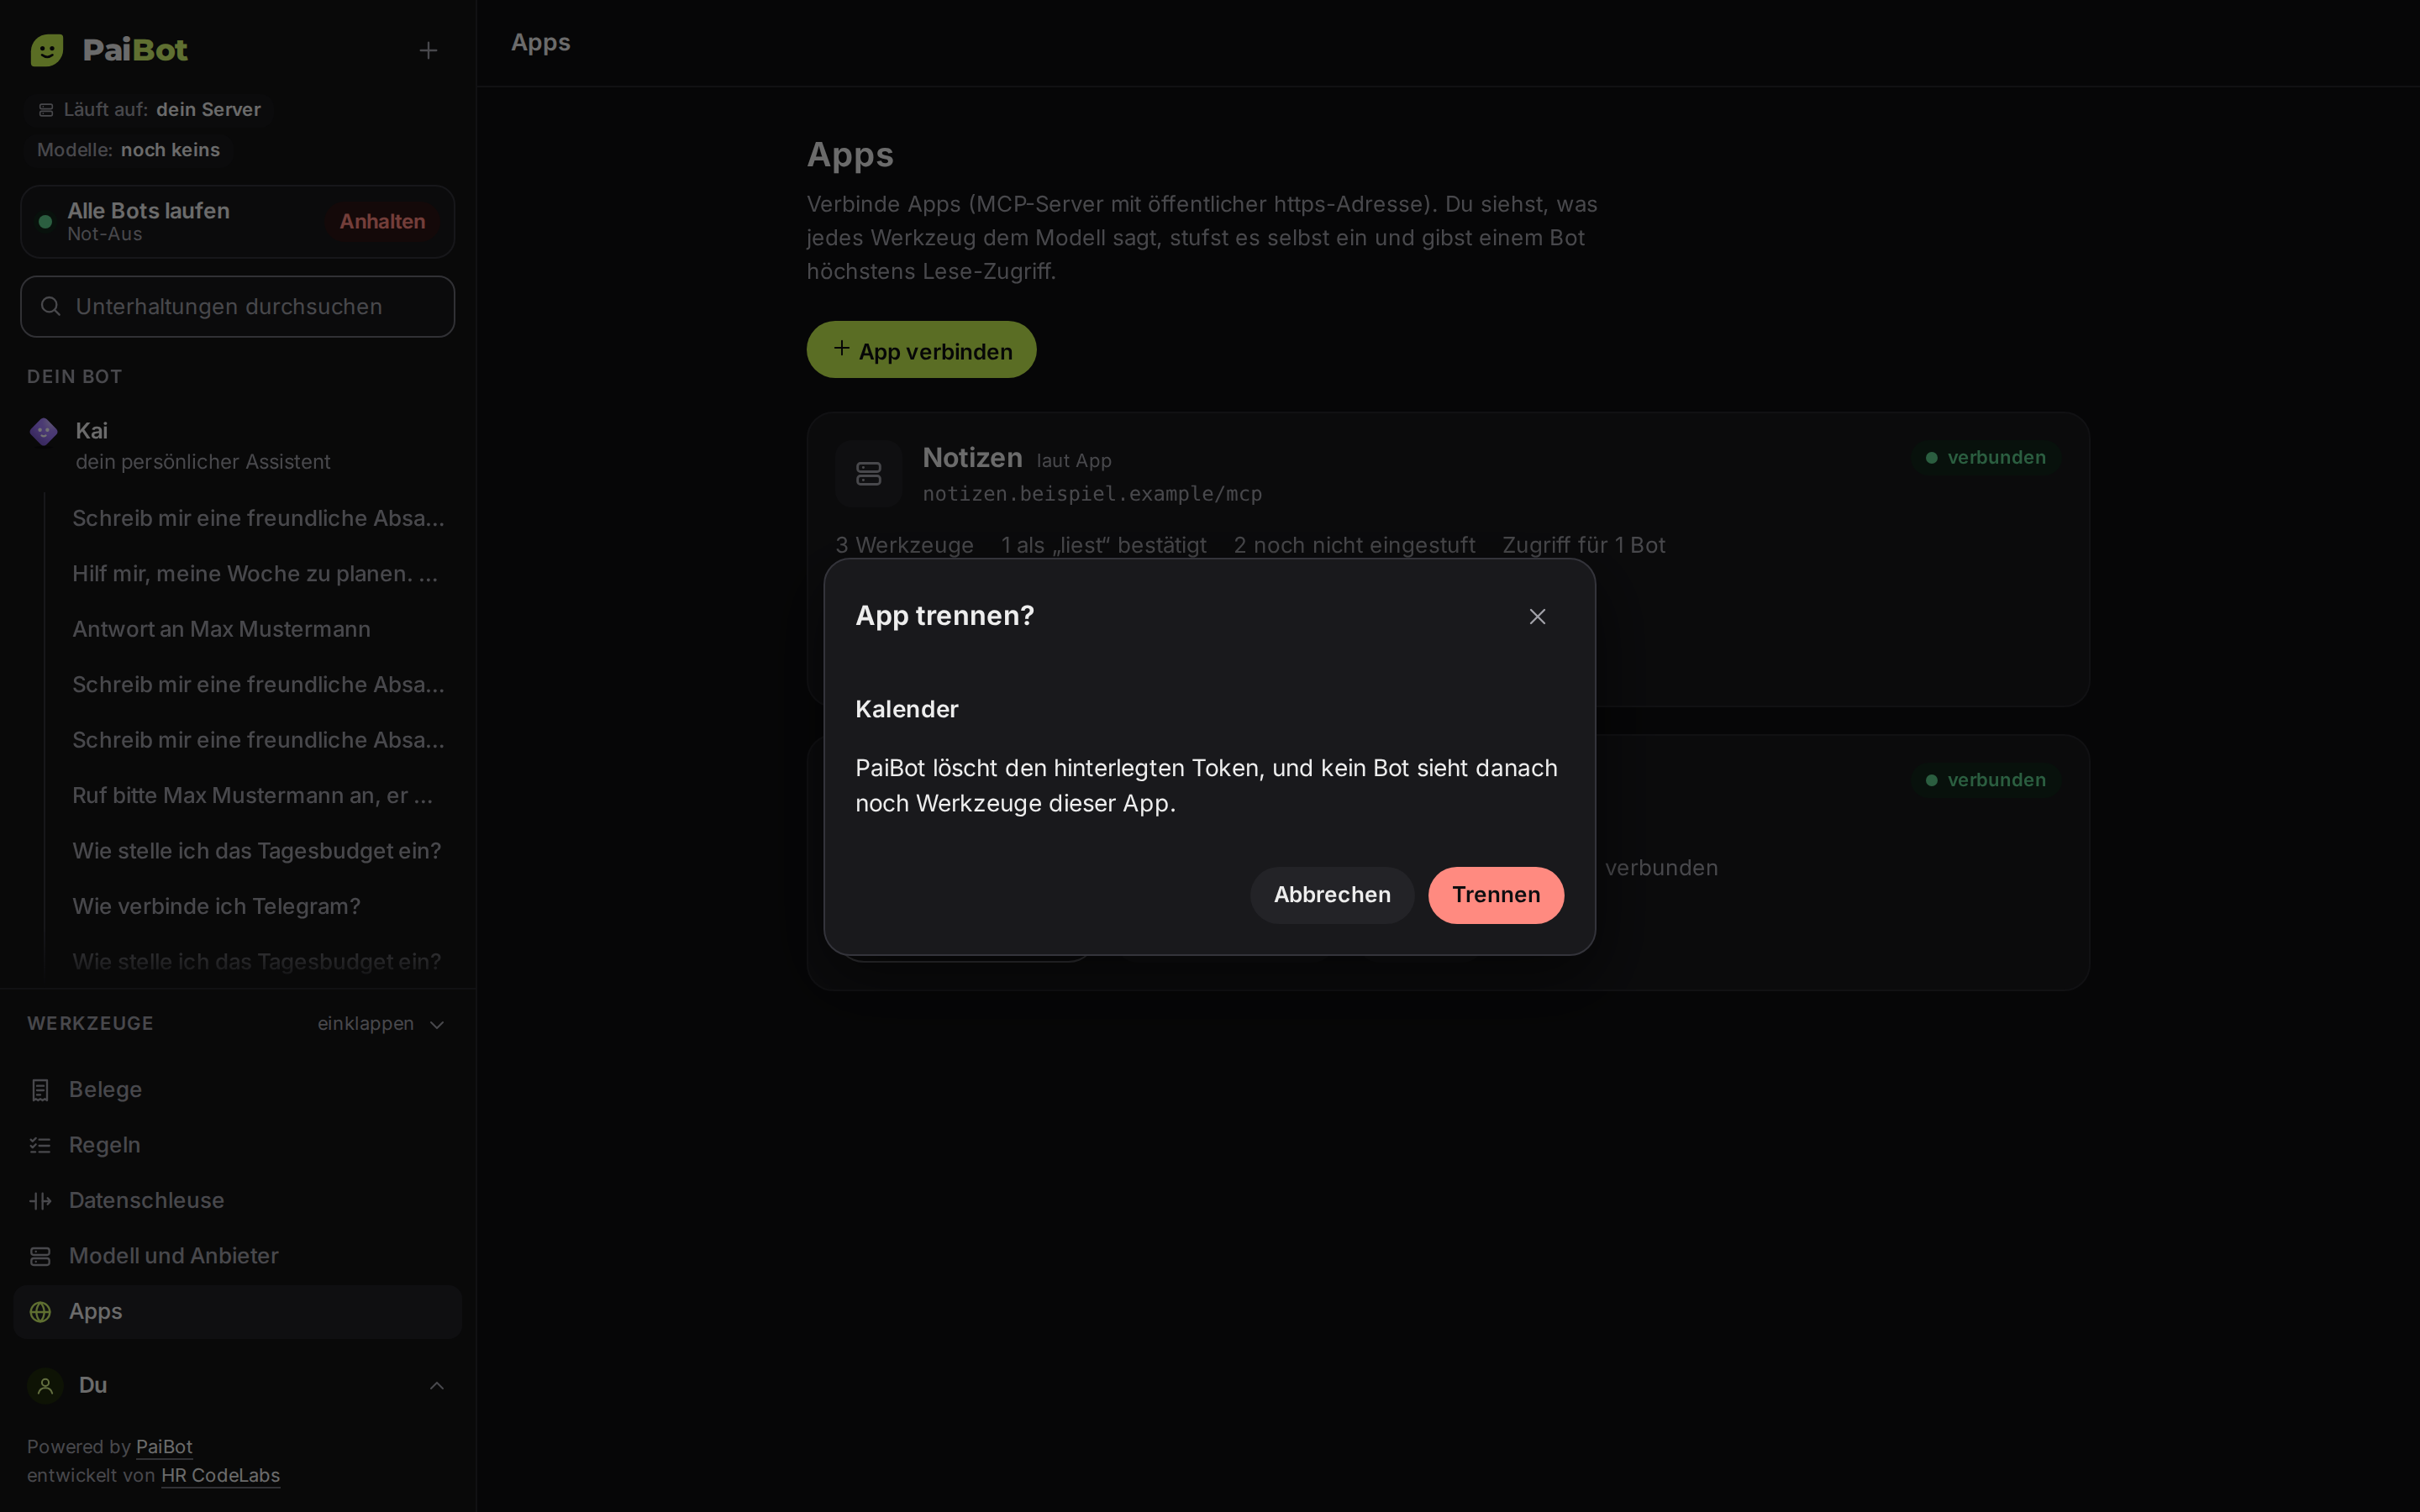 PaiBot
Läuft auf: dein Server
Modelle: noch keins
Alle Bots laufen
Not-Aus
Anhalten
Unterhaltungen durchsuchen
DEIN BOT
Kai
dein persönlicher Assistent
Schreib mir eine freundliche Absa...
Hilf mir, meine Woche zu planen. ...
Antwort an Max Mustermann
Schreib mir eine freundliche Absa...
Schreib mir eine freundliche Absa...
Ruf bitte Max Mustermann an, er ...
Wie stelle ich das Tagesbudget ein?
Wie verbinde ich Telegram?
Wie stelle ich das Tagesbudget ein?
WERKZEUGE einklappen
Belege
Regeln
Datenschleuse
Modell und Anbieter
Apps
Du
Powered by PaiBot
entwickelt von HR CodeLabs
Apps
Apps
Verbinde Apps (MCP-Server mit öffentlicher https-Adresse). Du siehst, was
jedes Werkzeug dem Modell sagt, stufst es selbst ein und gibst einem Bot
höchstens Lese-Zugriff.
App verbinden
Notizen laut App
verbunden
notizen.beispiel.example/mcp
3 Werkzeuge 1 als „liest“ bestätigt 2 noch nicht eingestuft Zugriff für 1 Bot
App trennen?
Kalender
PaiBot löscht den hinterlegten Token, und kein Bot sieht danach
noch Werkzeuge dieser App.
Abbrechen
Trennen
verbunden
verbunden